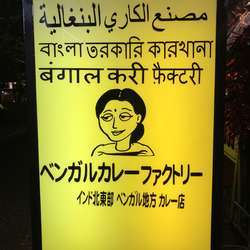 مصنع الكاري البنغالية
বাংলা তরকারি কারখানা
बंगाल करी फ़ैक्टरी
ベンガルカレーファクトリー
インド北東部 ベンガル地方 カレー店